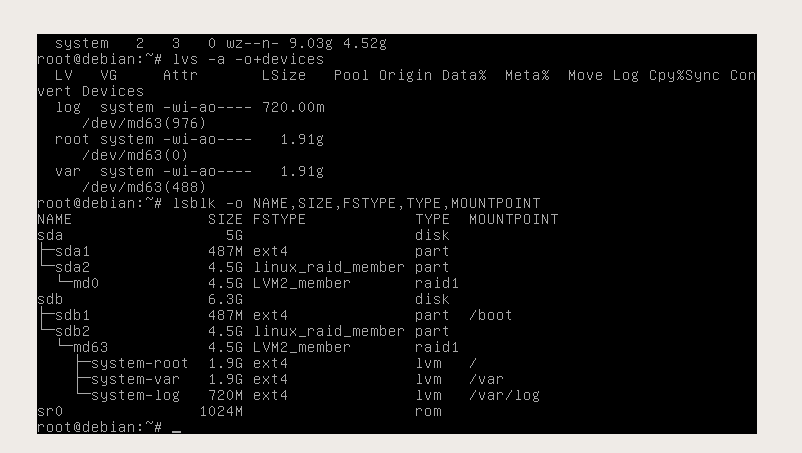 system   2   3   0 wz--n- 9.03g 4.52g
root@debian:~# lvs -a -o+devices
  LV   VG     Attr       LSize   Pool Origin Data%  Meta%  Move Log Cpy%Sync Con
vert Devices
  log  system -wi-ao---- 720.00m
     /dev/md63(976)
  root system -wi-ao----   1.91g
     /dev/md63(0)
  var  system -wi-ao----   1.91g
     /dev/md63(488)
root@debian:~# lsblk -o NAME,SIZE,FSTYPE,TYPE,MOUNTPOINT
NAME               SIZE FSTYPE            TYPE  MOUNTPOINT
sda                  5G                   disk
├─sda1             487M ext4              part
└─sda2             4.5G linux_raid_member part
  └─md0            4.5G LVM2_member       raid1
sdb                6.3G                   disk
├─sdb1             487M ext4              part  /boot
└─sdb2             4.5G linux_raid_member part
  └─md63           4.5G LVM2_member       raid1
    ├─system-root  1.9G ext4              lvm   /
    ├─system-var   1.9G ext4              lvm   /var
    └─system-log   720M ext4              lvm   /var/log
sr0               1024M                   rom
root@debian:~# _